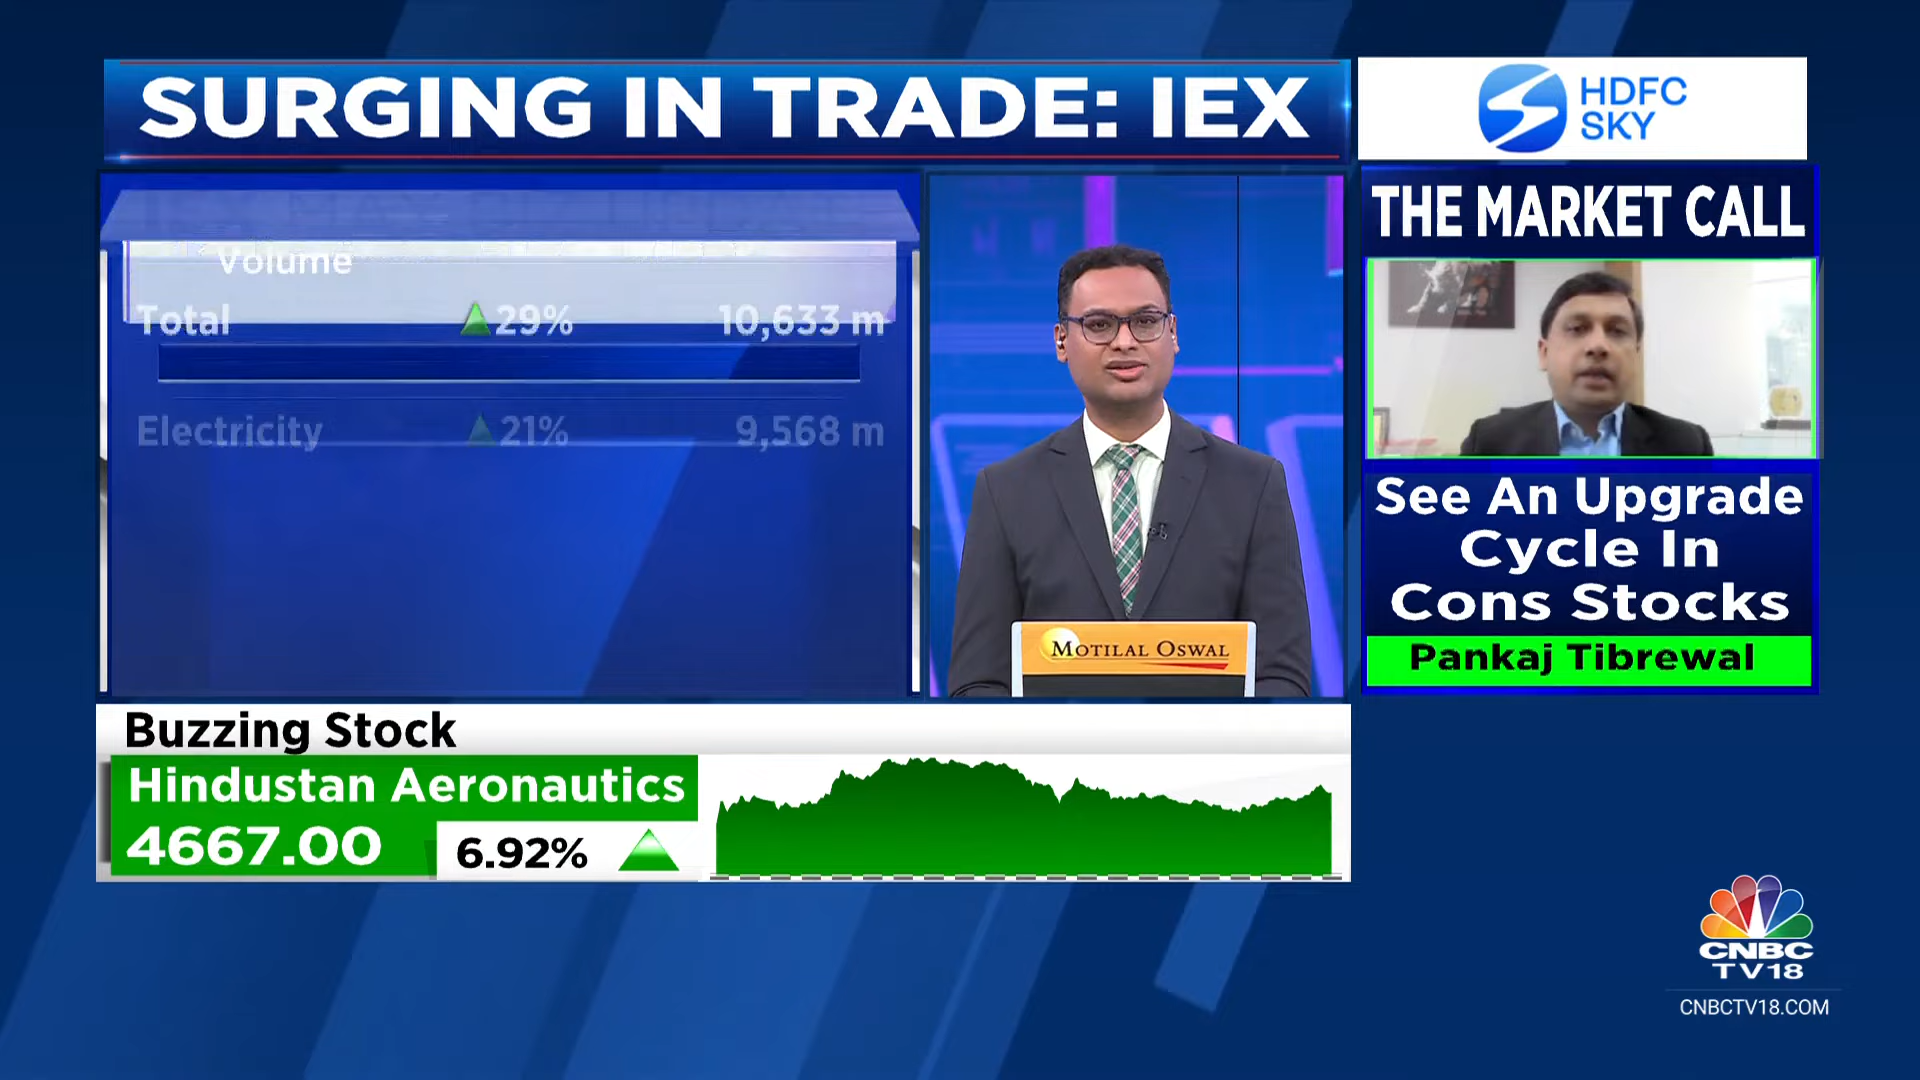 SURGING IN TRADE: IEX
HDFC
SKY
Volume
Total 29% 10,633 m
Electricity 21% 9,568 m
MOTILAL OSWAL
THE MARKET CALL
See An Upgrade
Cycle In
Cons Stocks
Pankaj Tibrewal
Buzzing Stock
Hindustan Aeronautics
4667.00
6.92%
CNBC
TV18
CNBCTV18.COM